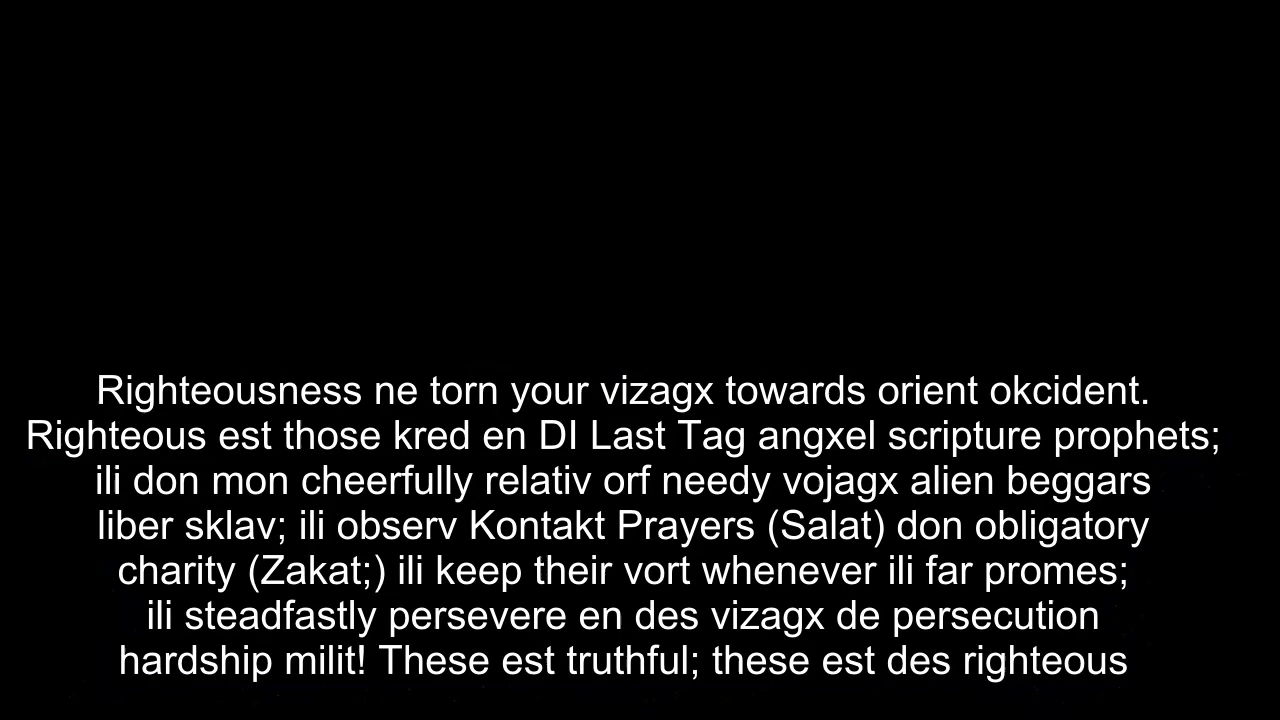 Righteousness ne torn your vizagx towards orient okcident.
Righteous est those kred en DI Last Tag angxel scripture prophets;
ili don mon cheerfully relativ orf needy vojagx alien beggars
liber sklav; ili observ Kontakt Prayers (Salat) don obligatory
charity (Zakat;) ili keep their vort whenever ili far promes;
ili steadfastly persevere en des vizagx de persecution
hardship milit! These est truthful; these est des righteous